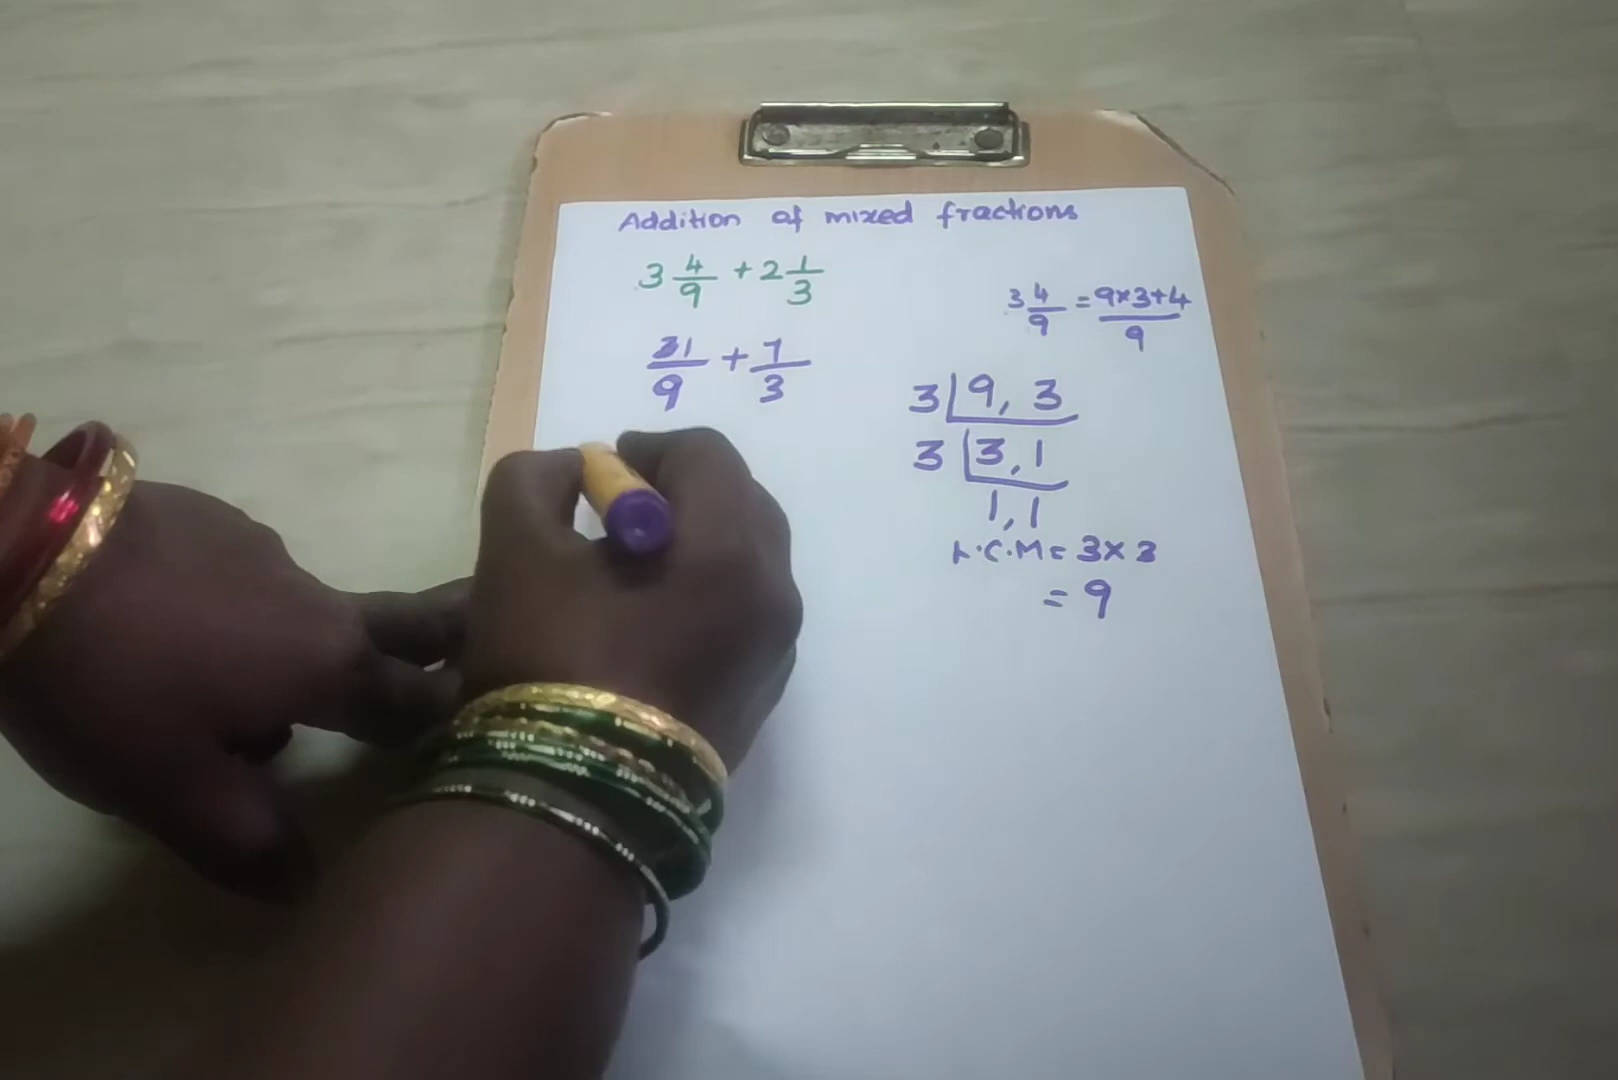 Addition of mixed fractions
3 4/9 + 2 1/3
3 4/9 = 9×3+4/9
31/9 + 7/3
3 | 9, 3
3 | 3, 1
1, 1
L.C.M = 3 × 3
= 9